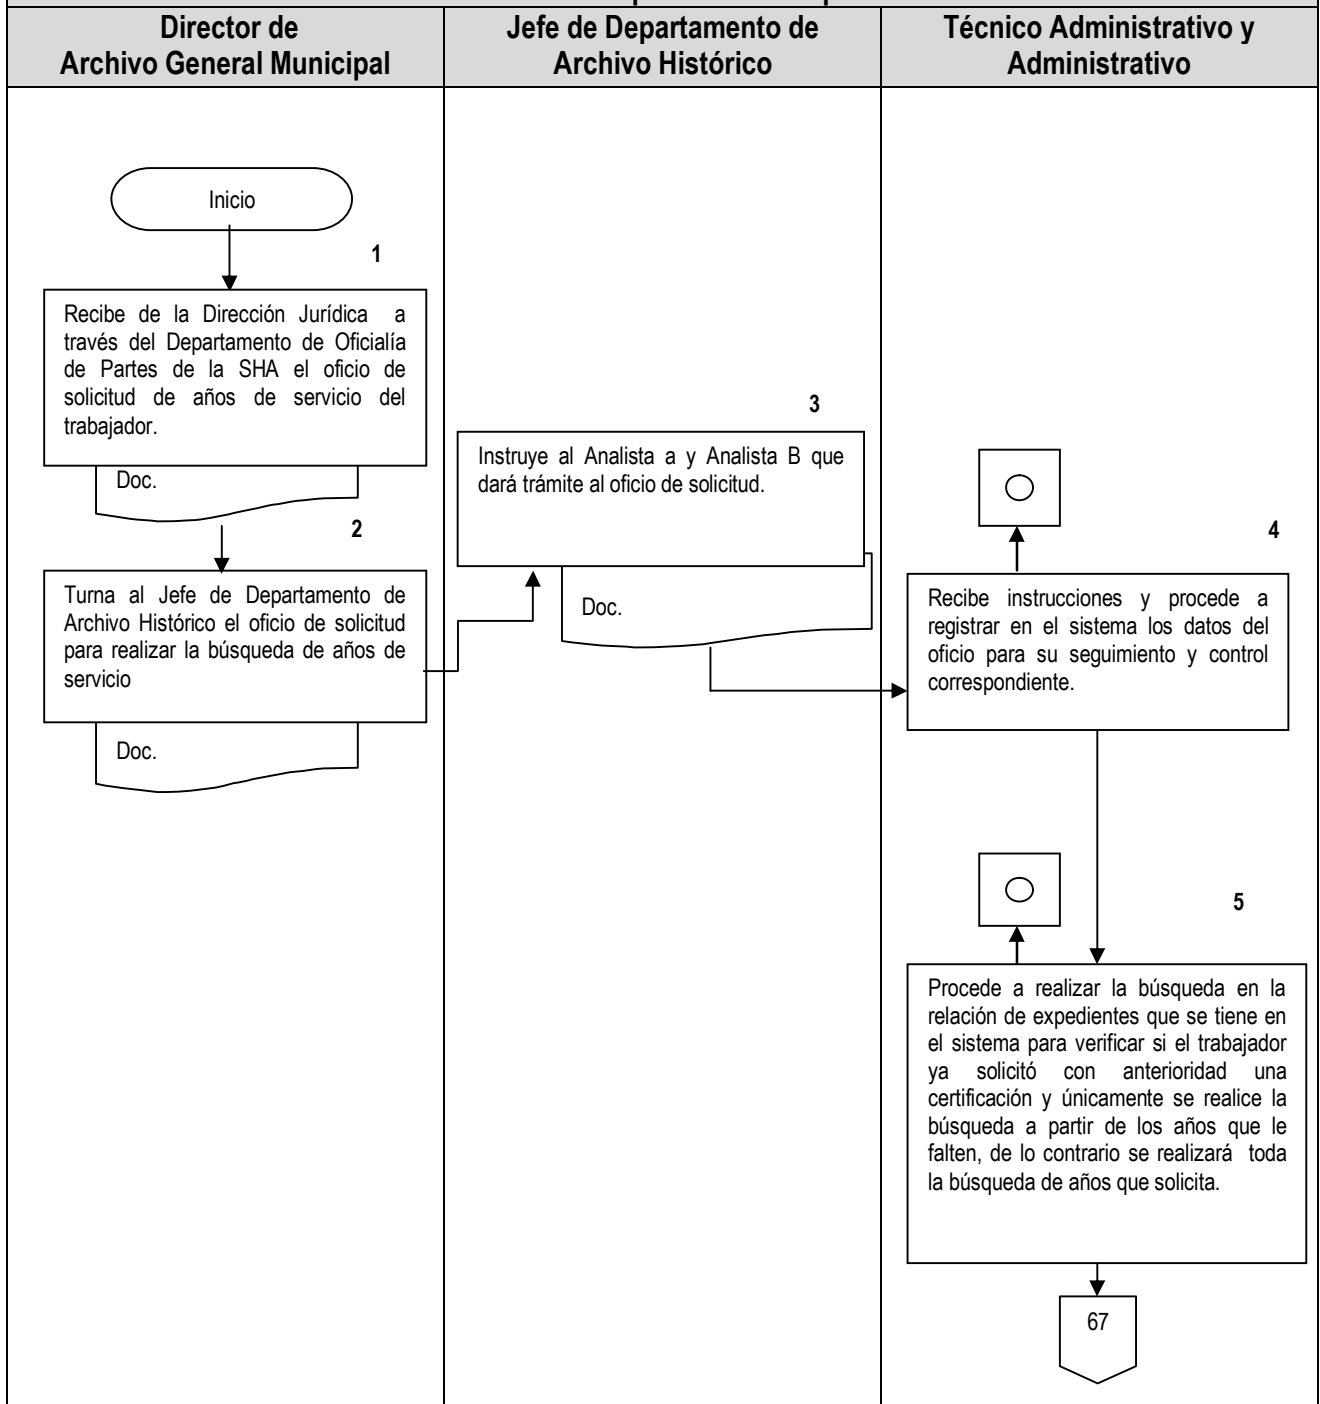 Director de
Archivo General Municipal
Jefe de Departamento de
Archivo Histórico
Técnico Administrativo y
Administrativo
Inicio
1
Recibe de la Dirección Jurídica a
través del Departamento de Oficialía
de Partes de la SHA el oficio de
solicitud de años de servicio del
trabajador.
Doc.
2
Turna al Jefe de Departamento de
Archivo Histórico el oficio de solicitud
para realizar la búsqueda de años de
servicio
Doc.
3
Instruye al Analista a y Analista B que
dará trámite al oficio de solicitud.
Doc.
4
Recibe instrucciones y procede a
registrar en el sistema los datos del
oficio para su seguimiento y control
correspondiente.
5
Procede a realizar la búsqueda en la
relación de expedientes que se tiene en
el sistema para verificar si el trabajador
ya solicitó con anterioridad una
certificación y únicamente se realice la
búsqueda a partir de los años que le
falten, de lo contrario se realizará toda
la búsqueda de años que solicita.
67